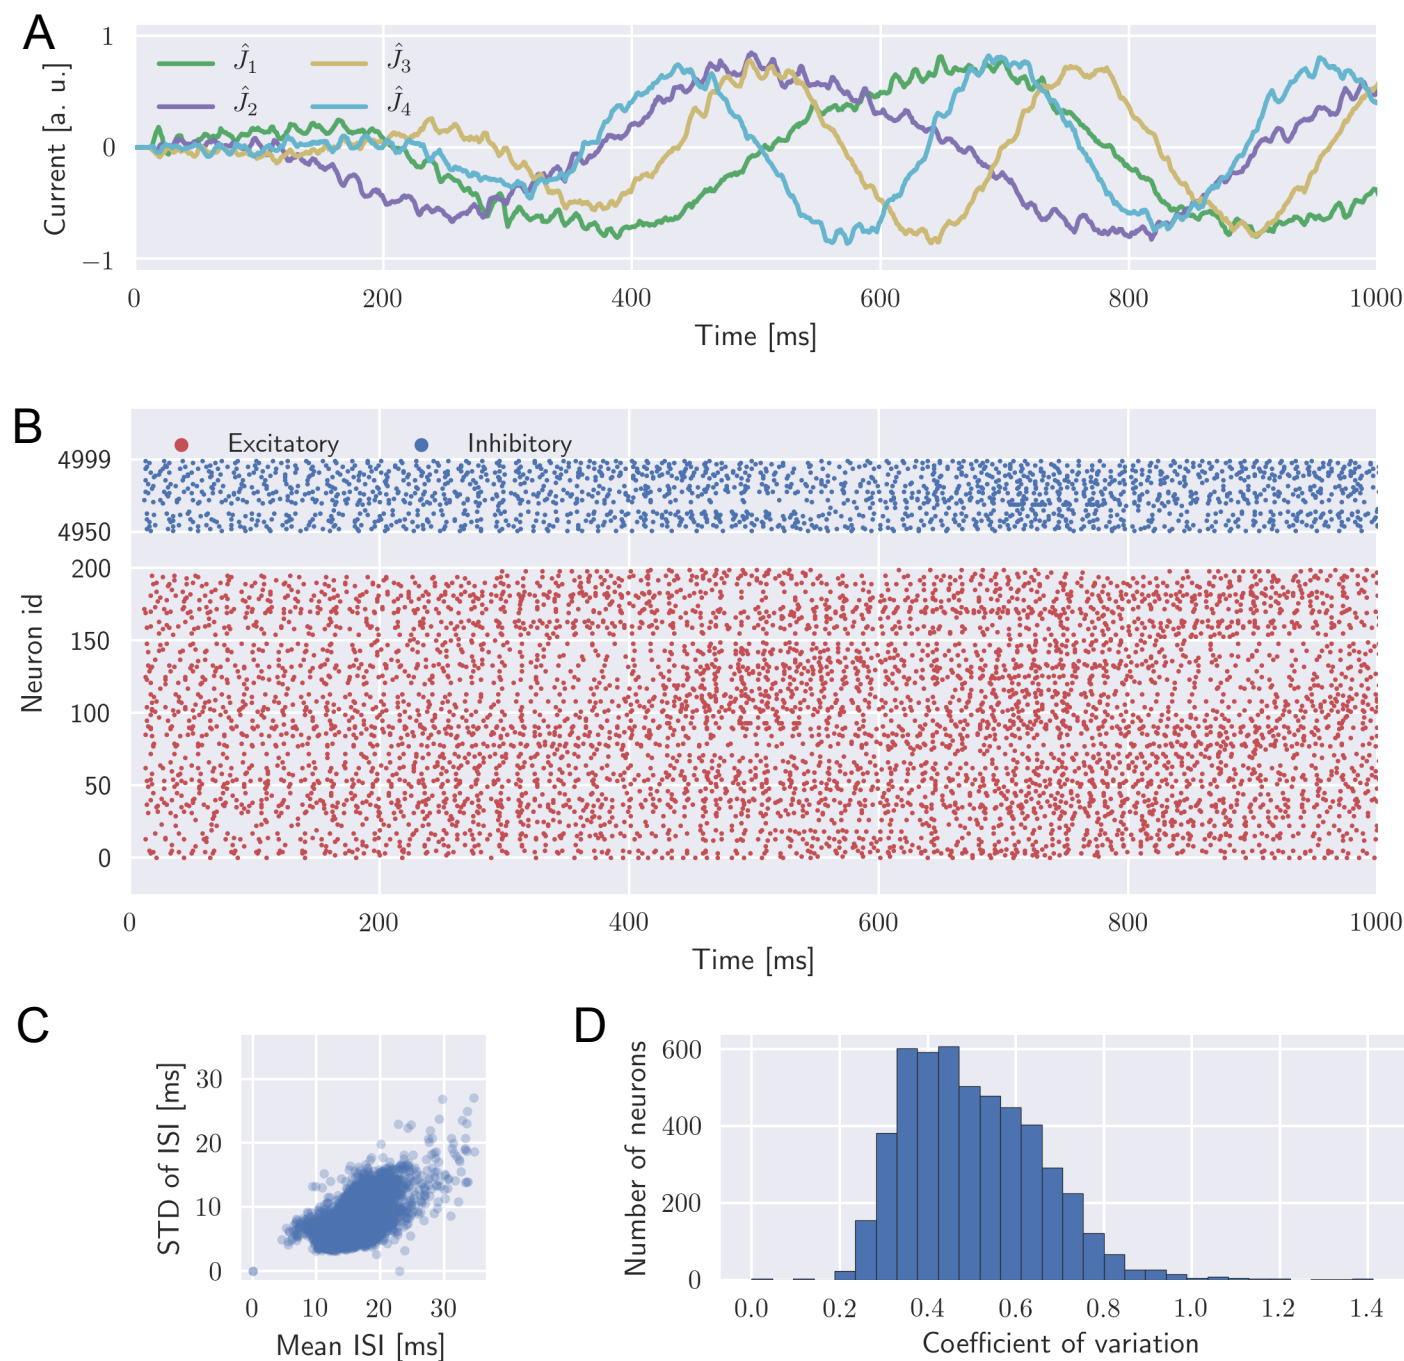 A
Current [a. u.]
1
0
−1
Ĵ1 Ĵ3
Ĵ2 Ĵ4
0 200 400 600 800 1000
Time [ms]
B
Neuron id
Excitatory Inhibitory
4999
4950
200
150
100
50
0
0 200 400 600 800 1000
Time [ms]
C
STD of ISI [ms]
30
20
10
0
0 10 20 30
Mean ISI [ms]
D
Number of neurons
600
400
200
0
0.0 0.2 0.4 0.6 0.8 1.0 1.2 1.4
Coefficient of variation